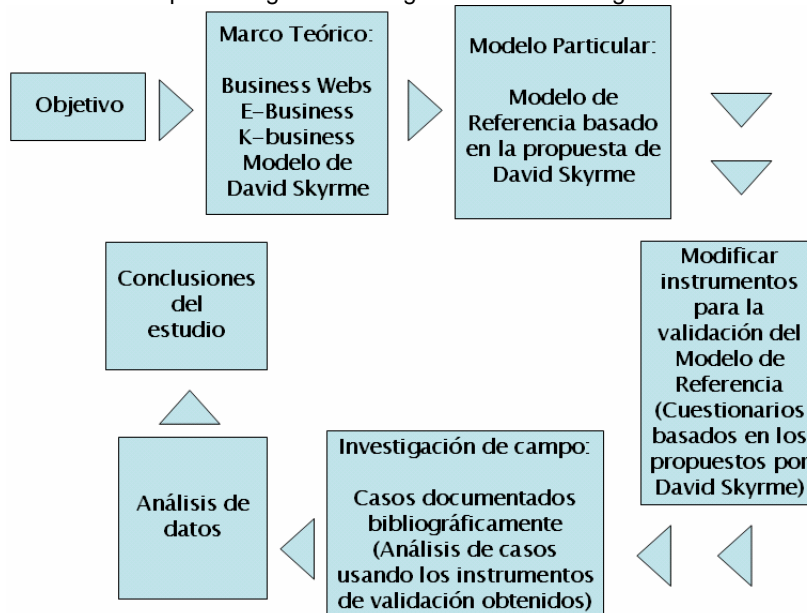 Objetivo
Marco Teórico:
Business Webs
E-Business
K-business
Modelo de
David Skyrme
Modelo Particular:
Modelo de
Referencia basado
en la propuesta de
David Skyrme
Modificar
instrumentos
para la
validación del
Modelo de
Referencia
(Cuestionarios
basados en los
propuestos por
David Skyrme)
Investigación de campo:
Casos documentados
bibliográficamente
(Análisis de casos
usando los instrumentos
de validación obtenidos)
Análisis de
datos
Conclusiones
del
estudio